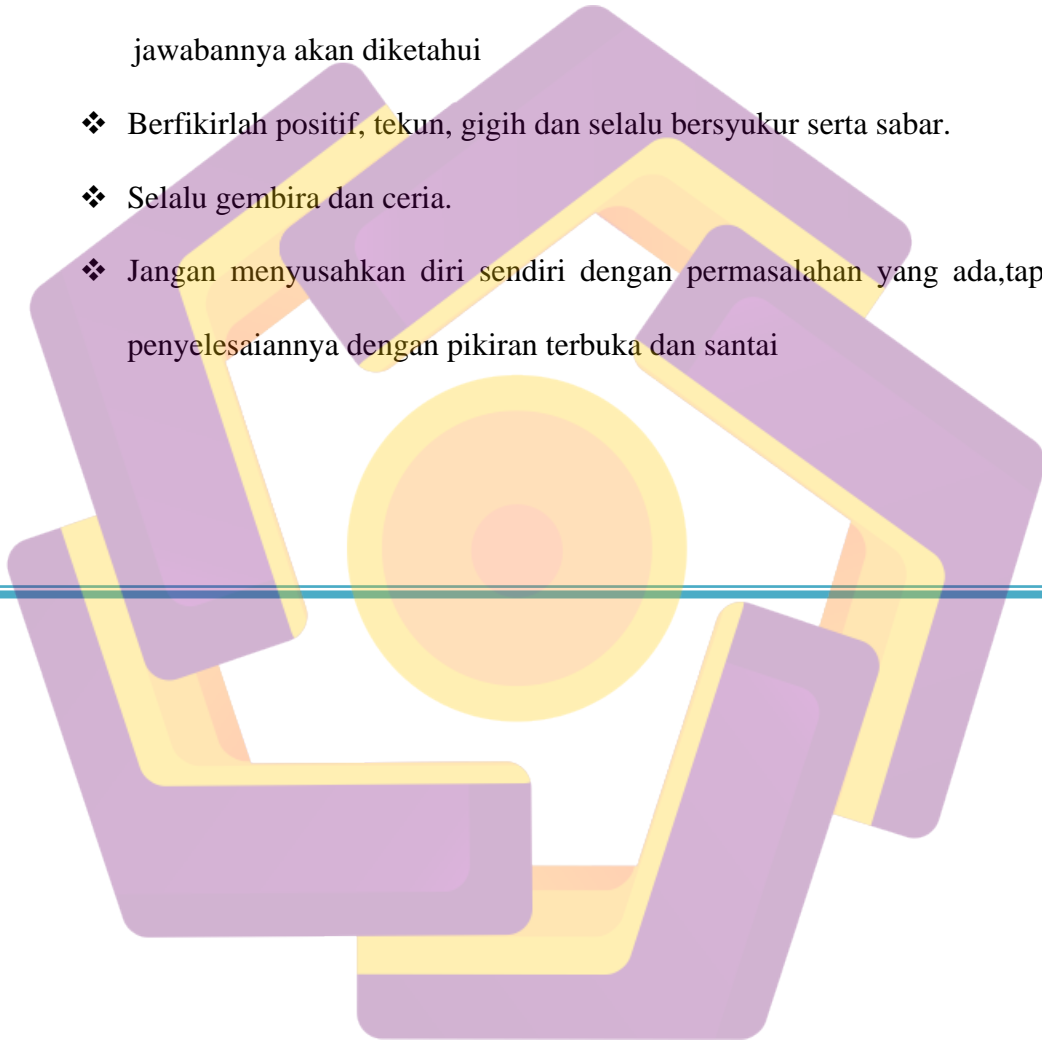 jawabannya akan diketahui
❖ Berfikirlah positif, tekun, gigih dan selalu bersyukur serta sabar.
❖ Selalu gembira dan ceria.
❖ Jangan menyusahkan diri sendiri dengan permasalahan yang ada,tap
penyelesaiannya dengan pikiran terbuka dan santai